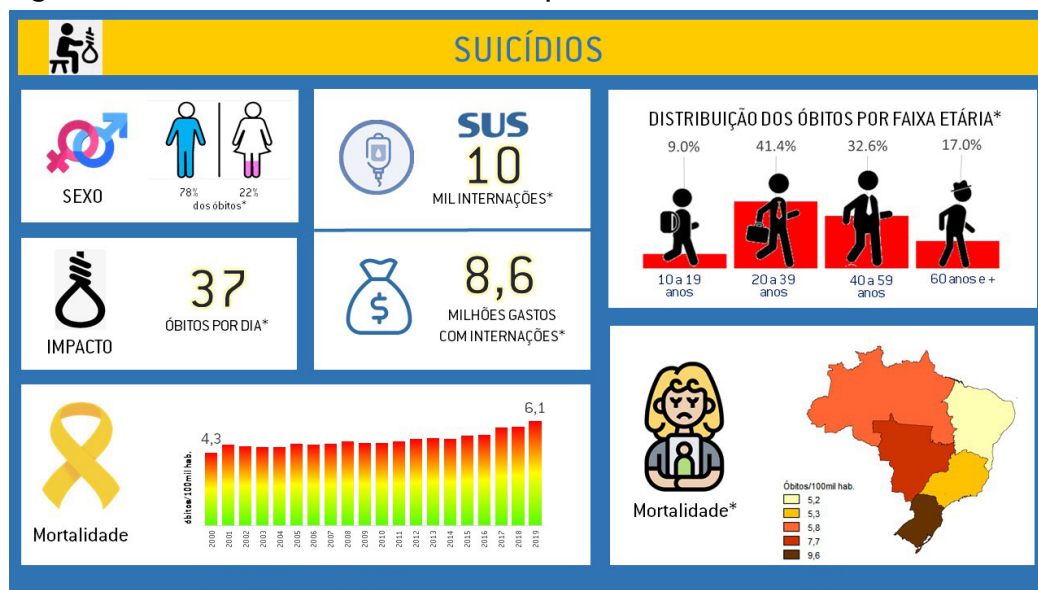 SUICÍDIOS
SEXO
78%
22%
dos óbitos*
SUS
10
MIL INTERNAÇÕES*
DISTRIBUIÇÃO DOS ÓBITOS POR FAIXA ETÁRIA*
9.0%
41.4%
32.6%
17.0%
10 a 19
anos
20 a 39
anos
40 a 59
anos
60 anos e +
IMPACTO
37
ÓBITOS POR DIA*
$
8,6
MILHÕES GASTOS
COM INTERNAÇÕES*
Mortalidade
óbitos/100mil hab.
4,3
6,1
2000
2001
2002
2003
2004
2005
2006
2007
2008
2009
2010
2011
2012
2013
2014
2015
2016
2017
2018
2019
Mortalidade*
Óbitos/100mil hab.
5,2
5,3
5,8
7,7
9,6